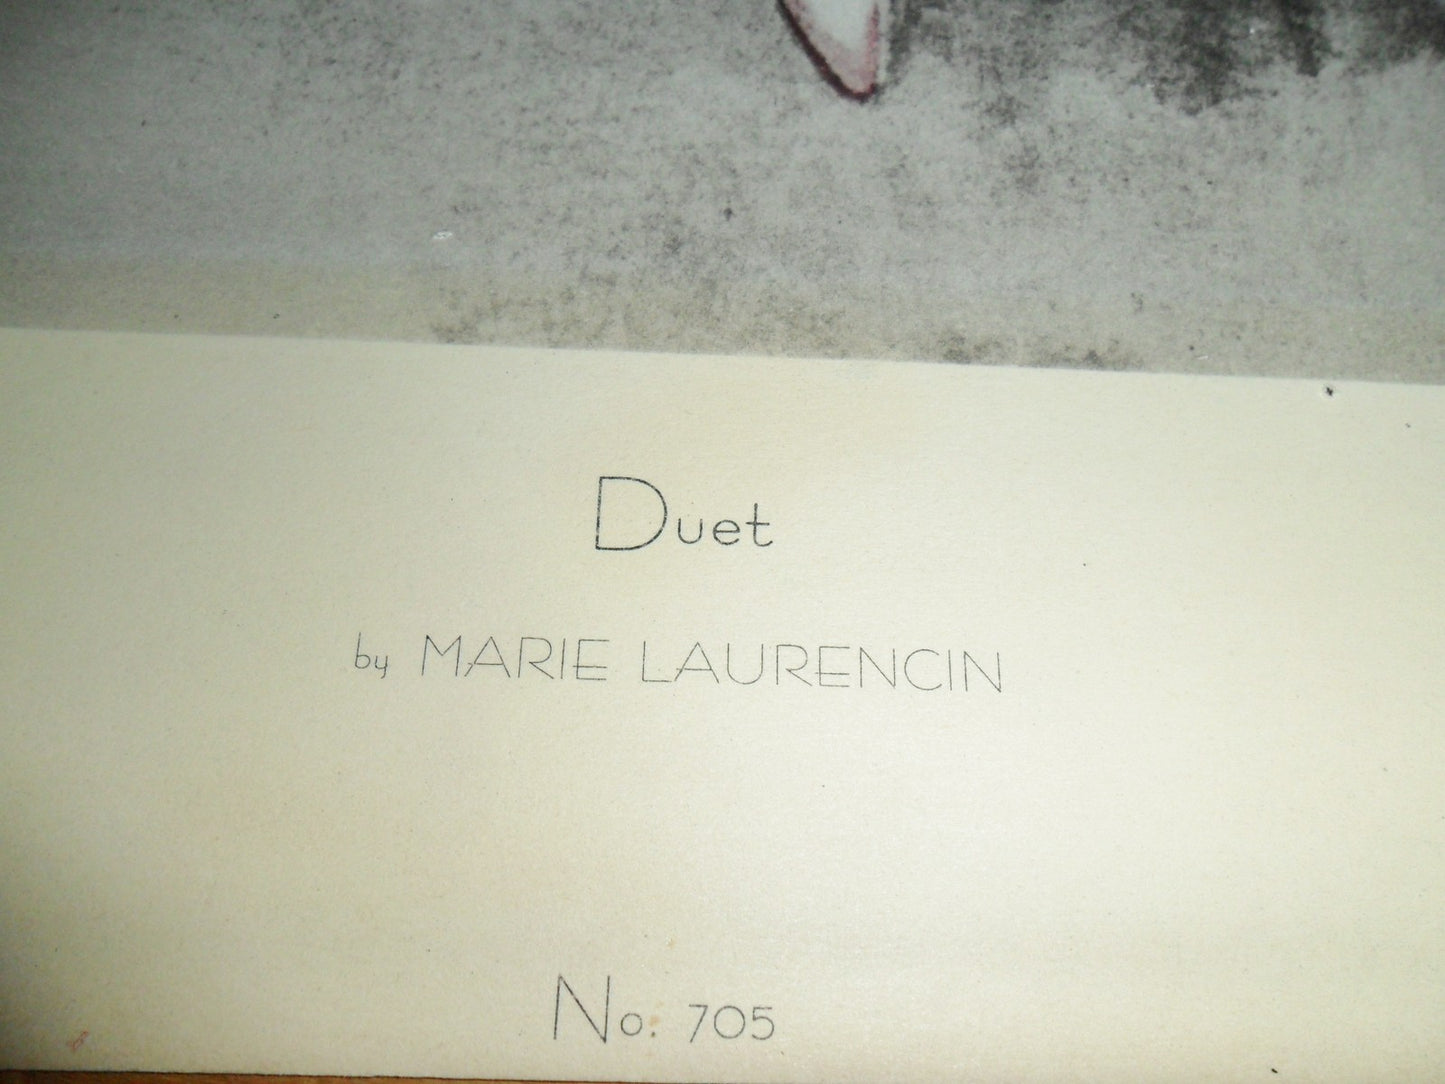 Duet
by MARIE LAURENCIN
No. 705